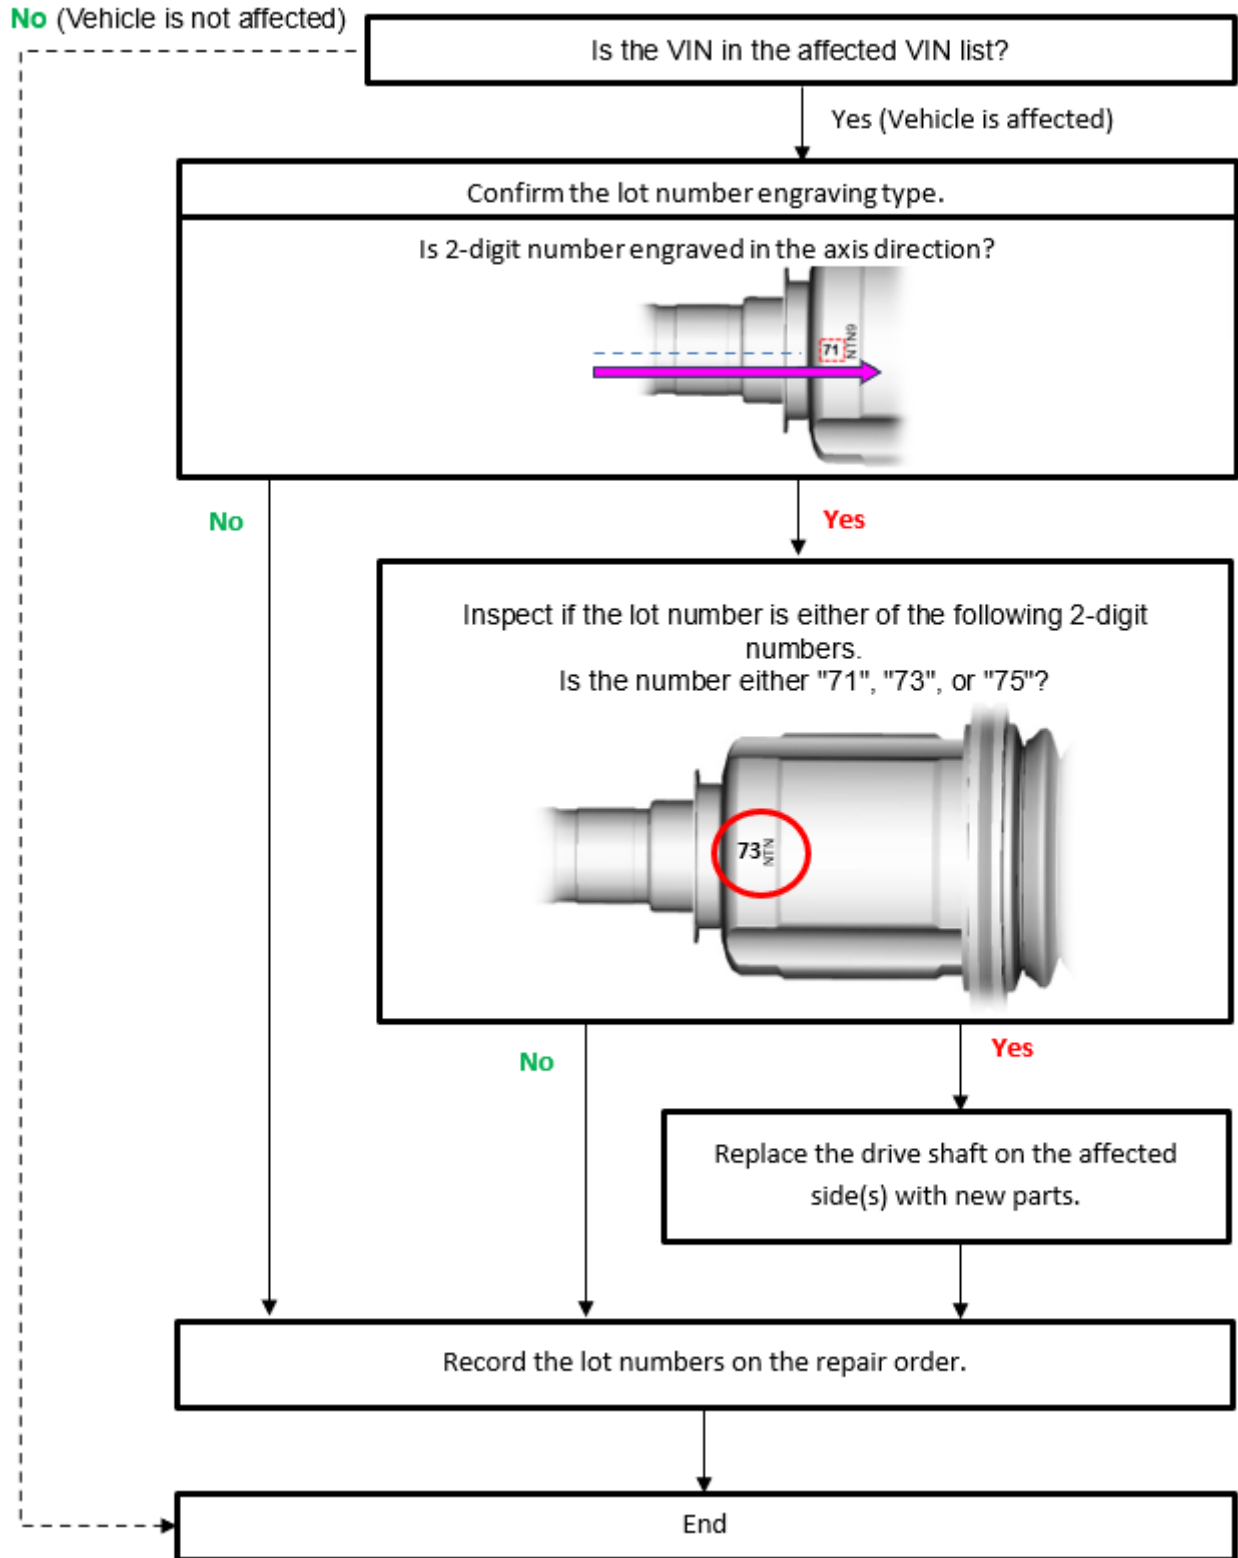 No (Vehicle is not affected)
Is the VIN in the affected VIN list?
Yes (Vehicle is affected)
Confirm the lot number engraving type.
Is 2-digit number engraved in the axis direction?
71
NTN9
No
Yes
Inspect if the lot number is either of the following 2-digit
numbers.
Is the number either "71", "73", or "75"?
73
NTN
No
Yes
Replace the drive shaft on the affected
side(s) with new parts.
Record the lot numbers on the repair order.
End